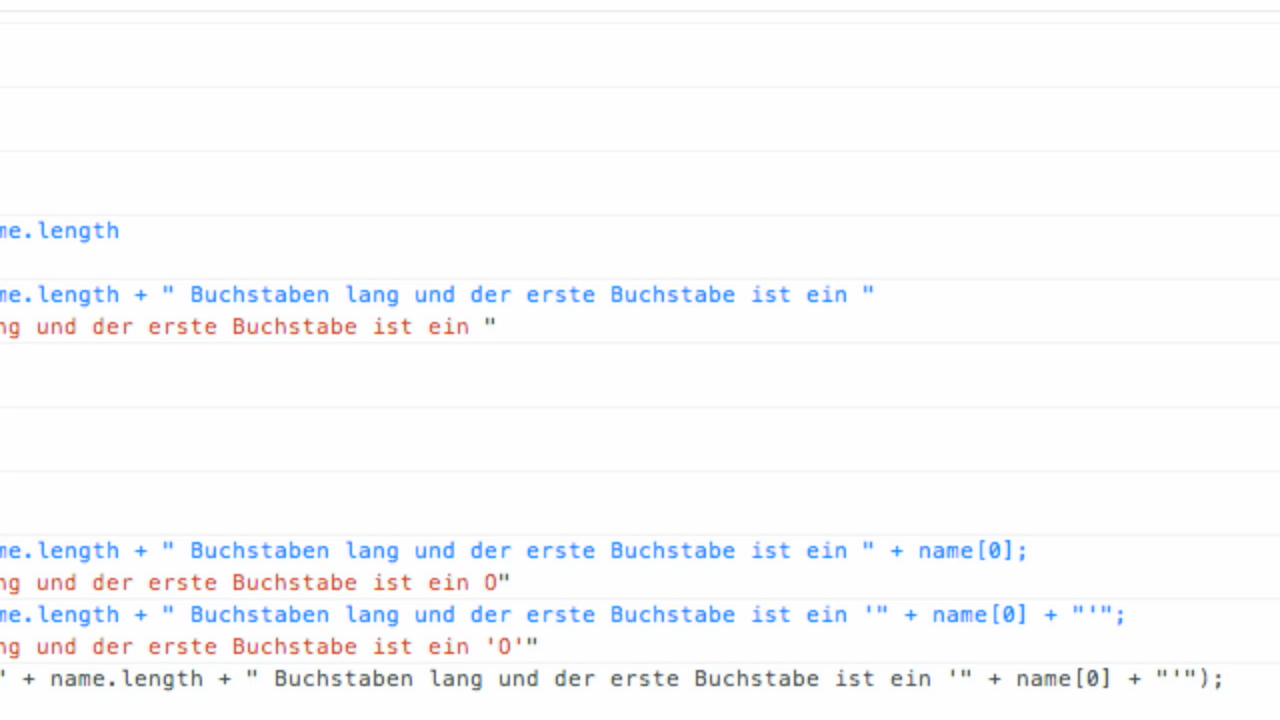 me.length
me.length + " Buchstaben lang und der erste Buchstabe ist ein "
ng und der erste Buchstabe ist ein "
me.length + " Buchstaben lang und der erste Buchstabe ist ein " + name[0];
ng und der erste Buchstabe ist ein O"
me.length + " Buchstaben lang und der erste Buchstabe ist ein '" + name[0] + "'";
ng und der erste Buchstabe ist ein 'O'"
" + name.length + " Buchstaben lang und der erste Buchstabe ist ein '" + name[0] + "'");